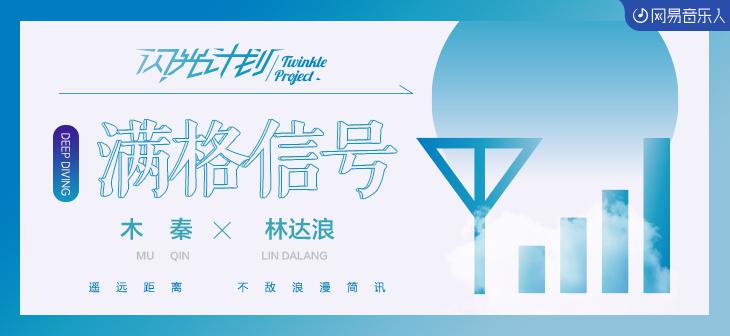 网易音乐人
闪光计划 Twinkle Project
DEEP DIVING
满格信号
木 秦 × 林达浪
MU QIN LIN DALANG
遥远距离 不敌浪漫简讯